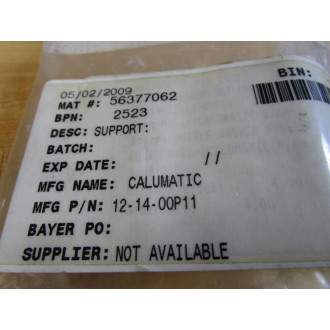 05/02/2009
BIN:
MAT #: 56377062
BPN: 2523
DESC: SUPPORT:
BATCH:
EXP DATE: //
MFG NAME: CALUMATIC
MFG P/N: 12-14-00P11
BAYER PO:
SUPPLIER: NOT AVAILABLE